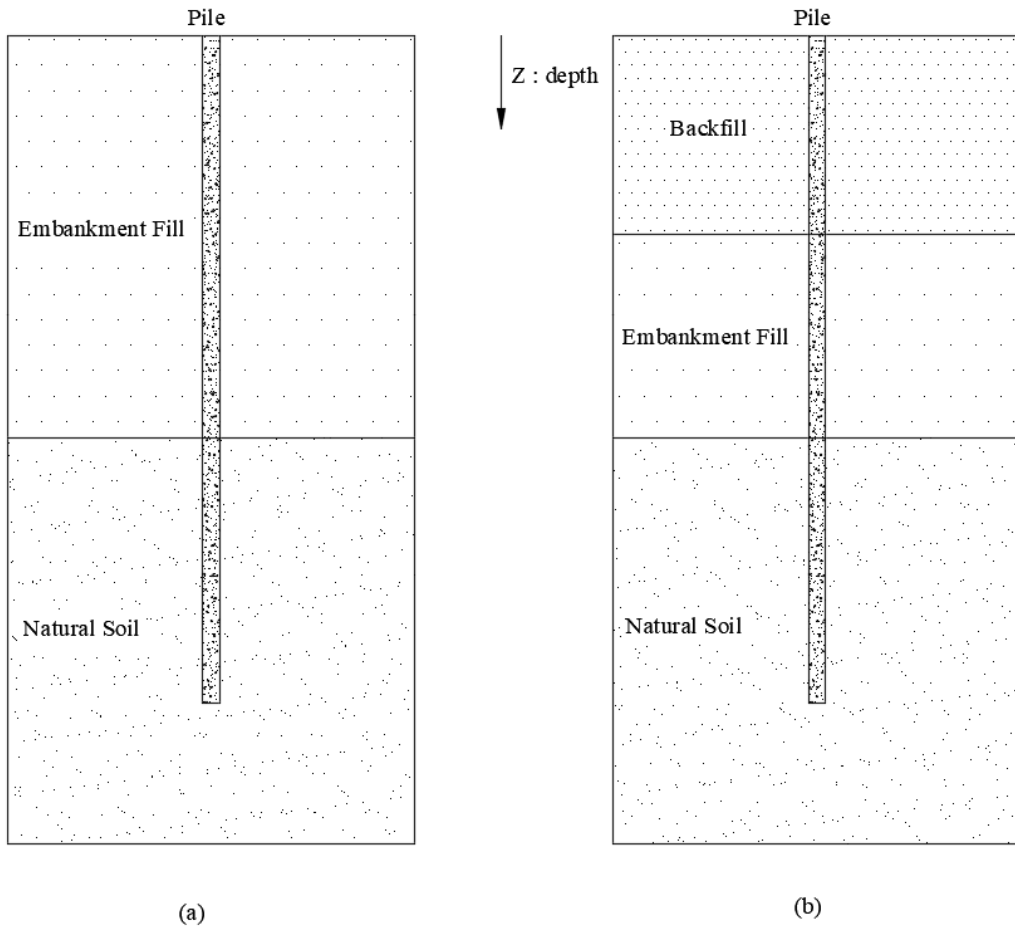 Pile
Embankment Fill
Natural Soil
(a)
Z : depth
Pile
Backfill
Embankment Fill
Natural Soil
(b)